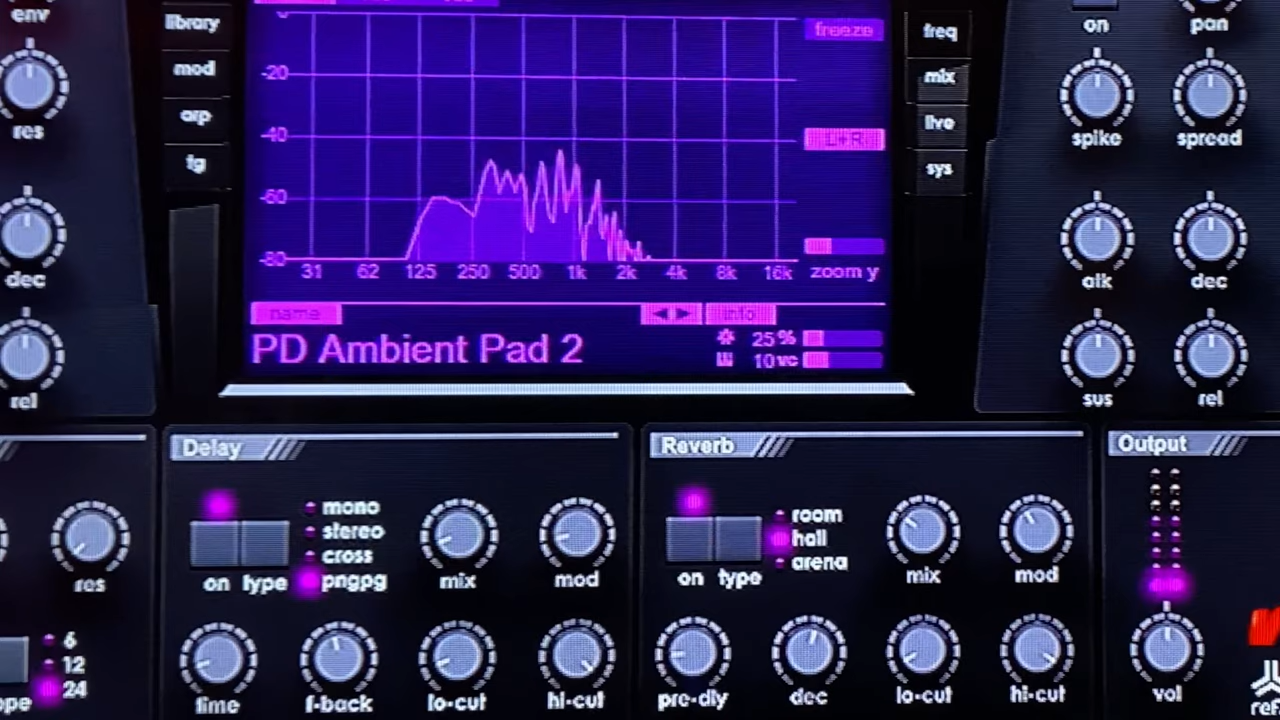 env
res
dec
rel
library
mod
arp
fg
freeze
-20
-40
-60
-80
L+R
31 62 125 250 500 1k 2k 4k 8k 16k
zoom y
name
info
PD Ambient Pad 2
25%
10vc
freq
mix
live
sys
on pan
spike spread
atk dec
sus rel
res
6
12
24
Delay
mono
stereo
cross
pngpg
on type mix mod
time f-back lo-cut hi-cut
Reverb
room
hall
arena
on type mix mod
pre-dly dec lo-cut hi-cut
Output
vol